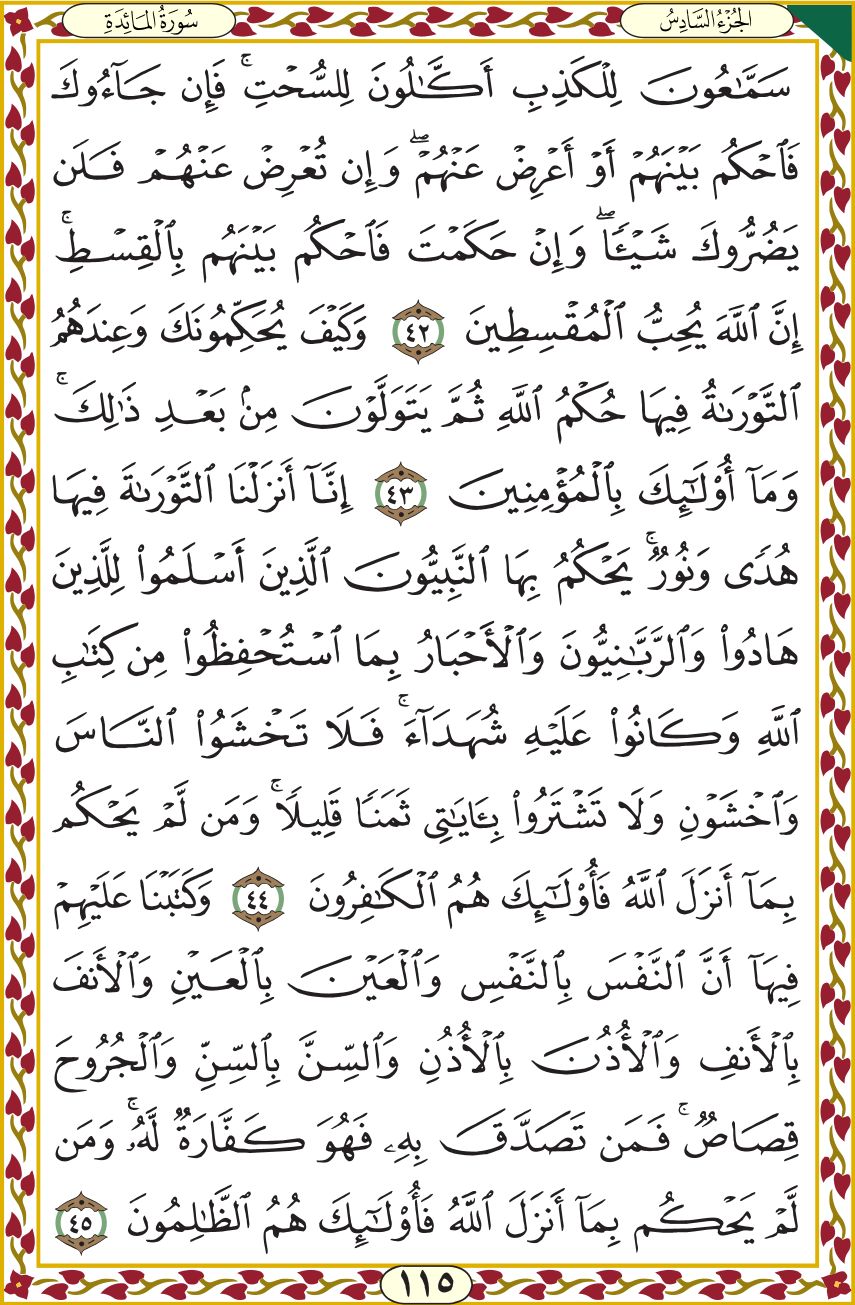 الجُزْءُ السَّادِسُ
سُورَةُ المَائِدَةِ
سَمَّٰعُونَ لِلْكَذِبِ أَكَّٰلُونَ لِلسُّحْتِ ۚ فَإِن جَآءُوكَ
فَٱحْكُم بَيْنَهُمْ أَوْ أَعْرِضْ عَنْهُمْ ۖ وَإِن تُعْرِضْ عَنْهُمْ فَلَن
يَضُرُّوكَ شَيْـًٔا ۖ وَإِنْ حَكَمْتَ فَٱحْكُم بَيْنَهُم بِٱلْقِسْطِ ۚ
إِنَّ ٱللَّهَ يُحِبُّ ٱلْمُقْسِطِينَ ٤٢ وَكَيْفَ يُحَكِّمُونَكَ وَعِندَهُمُ
ٱلتَّوْرَىٰةُ فِيهَا حُكْمُ ٱللَّهِ ثُمَّ يَتَوَلَّوْنَ مِنۢ بَعْدِ ذَٰلِكَ ۚ
وَمَآ أُو۟لَٰٓئِكَ بِٱلْمُؤْمِنِينَ ٤٣ إِنَّآ أَنزَلْنَا ٱلتَّوْرَىٰةَ فِيهَا
هُدًى وَنُورٌ ۚ يَحْكُمُ بِهَا ٱلنَّبِيُّونَ ٱلَّذِينَ أَسْلَمُوا۟ لِلَّذِينَ
هَادُوا۟ وَٱلرَّبَّٰنِيُّونَ وَٱلْأَحْبَارُ بِمَا ٱسْتُحْفِظُوا۟ مِن كِتَٰبِ
ٱللَّهِ وَكَانُوا۟ عَلَيْهِ شُهَدَآءَ ۚ فَلَا تَخْشَوُا۟ ٱلنَّاسَ
وَٱخْشَوْنِ وَلَا تَشْتَرُوا۟ بِـَٔايَٰتِى ثَمَنًا قَلِيلًا ۚ وَمَن لَّمْ يَحْكُم
بِمَآ أَنزَلَ ٱللَّهُ فَأُو۟لَٰٓئِكَ هُمُ ٱلْكَٰفِرُونَ ٤٤ وَكَتَبْنَا عَلَيْهِمْ
فِيهَآ أَنَّ ٱلنَّفْسَ بِٱلنَّفْسِ وَٱلْعَيْنَ بِٱلْعَيْنِ وَٱلْأَنفَ
بِٱلْأَنفِ وَٱلْأُذُنَ بِٱلْأُذُنِ وَٱلسِّنَّ بِٱلسِّنِّ وَٱلْجُرُوحَ
قِصَاصٌ ۚ فَمَن تَصَدَّقَ بِهِۦ فَهُوَ كَفَّارَةٌ لَّهُۥ ۚ وَمَن
لَّمْ يَحْكُم بِمَآ أَنزَلَ ٱللَّهُ فَأُو۟لَٰٓئِكَ هُمُ ٱلظَّٰلِمُونَ ٤٥
١١٥